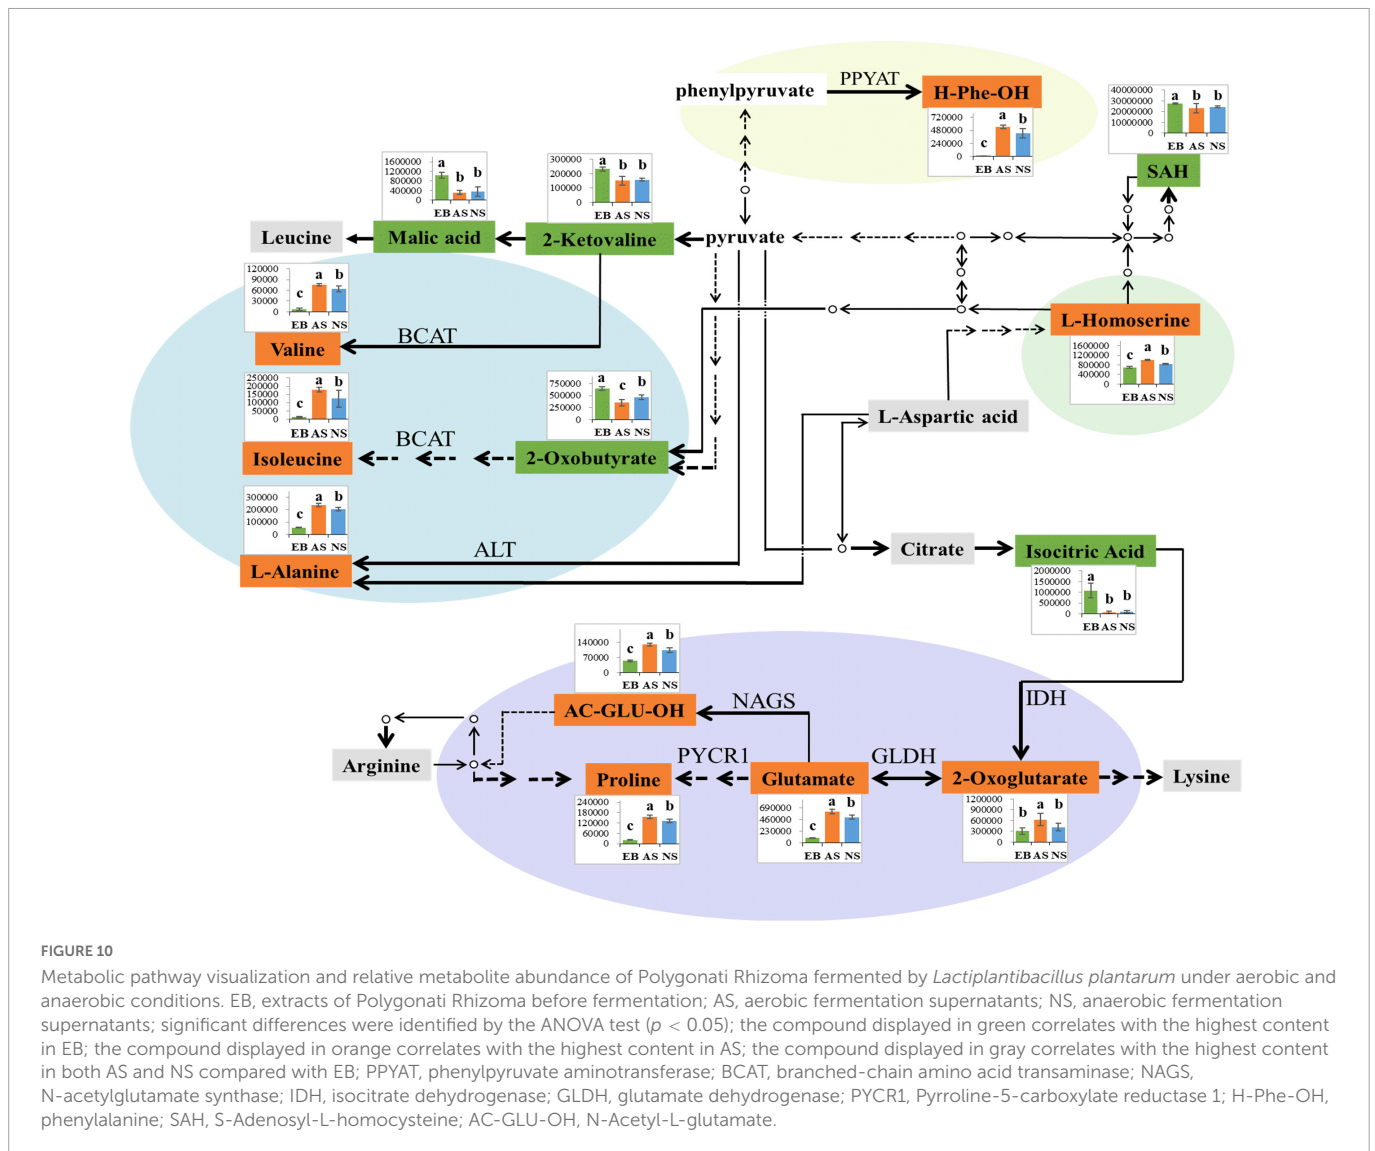 phenylpyruvate
PPYAT
H-Phe-OH
720000
480000
240000
0
c
a
b
EB AS NS
40000000
30000000
20000000
10000000
0
a
b
b
EB AS NS
SAH
1600000
1200000
800000
400000
0
a
b
b
EB AS NS
300000
200000
100000
0
a
b
b
EB AS NS
Leucine
Malic acid
2-Ketovaline
pyruvate
120000
90000
60000
30000
0
c
a
b
EB AS NS
Valine
BCAT
L-Homoserine
1600000
1200000
800000
400000
0
c
a
b
EB AS NS
250000
200000
150000
100000
50000
0
c
a
b
EB AS NS
750000
500000
250000
0
a
c
b
EB AS NS
L-Aspartic acid
Isoleucine
BCAT
2-Oxobutyrate
300000
200000
100000
0
c
a
b
EB AS NS
L-Alanine
ALT
Citrate
Isocitric Acid
2000000
1500000
1000000
500000
0
a
b
b
EB AS NS
140000
70000
0
c
a
b
EB AS NS
AC-GLU-OH
NAGS
IDH
Arginine
Proline
PYCR1
Glutamate
GLDH
2-Oxoglutarate
Lysine
240000
180000
120000
60000
0
c
a
b
EB AS NS
690000
460000
230000
0
c
a
b
EB AS NS
1200000
900000
600000
300000
0
b
a
b
EB AS NS
FIGURE 10
Metabolic pathway visualization and relative metabolite abundance of Polygonati Rhizoma fermented by Lactiplantibacillus plantarum under aerobic and
anaerobic conditions. EB, extracts of Polygonati Rhizoma before fermentation; AS, aerobic fermentation supernatants; NS, anaerobic fermentation
supernatants; significant differences were identified by the ANOVA test (p < 0.05); the compound displayed in green correlates with the highest content
in EB; the compound displayed in orange correlates with the highest content in AS; the compound displayed in gray correlates with the highest content
in both AS and NS compared with EB; PPYAT, phenylpyruvate aminotransferase; BCAT, branched-chain amino acid transaminase; NAGS,
N-acetylglutamate synthase; IDH, isocitrate dehydrogenase; GLDH, glutamate dehydrogenase; PYCR1, Pyrroline-5-carboxylate reductase 1; H-Phe-OH,
phenylalanine; SAH, S-Adenosyl-L-homocysteine; AC-GLU-OH, N-Acetyl-L-glutamate.